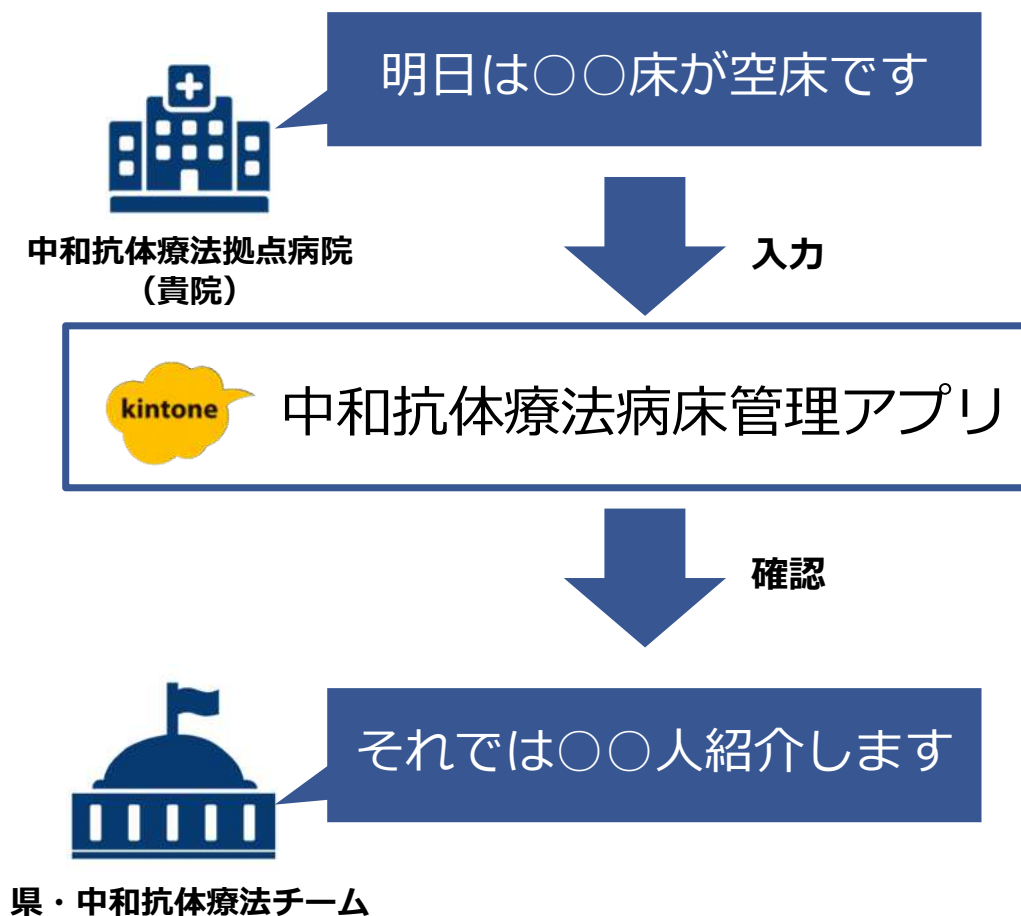 明日は○○床が空床です
中和抗体療法拠点病院
（貴院）
入力
kintone
中和抗体療法病床管理アプリ
確認
それでは○○人紹介します
県・中和抗体療法チーム